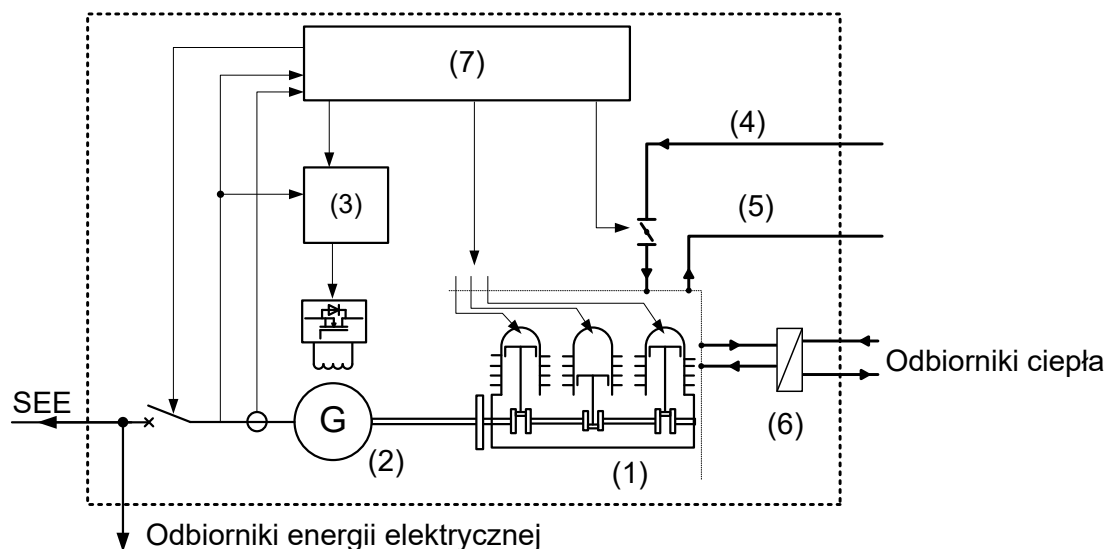 (7)
(4)
(3)
(5)
Odbiorniki ciepła
SEE
G
(6)
(2)
(1)
Odbiorniki energii elektrycznej